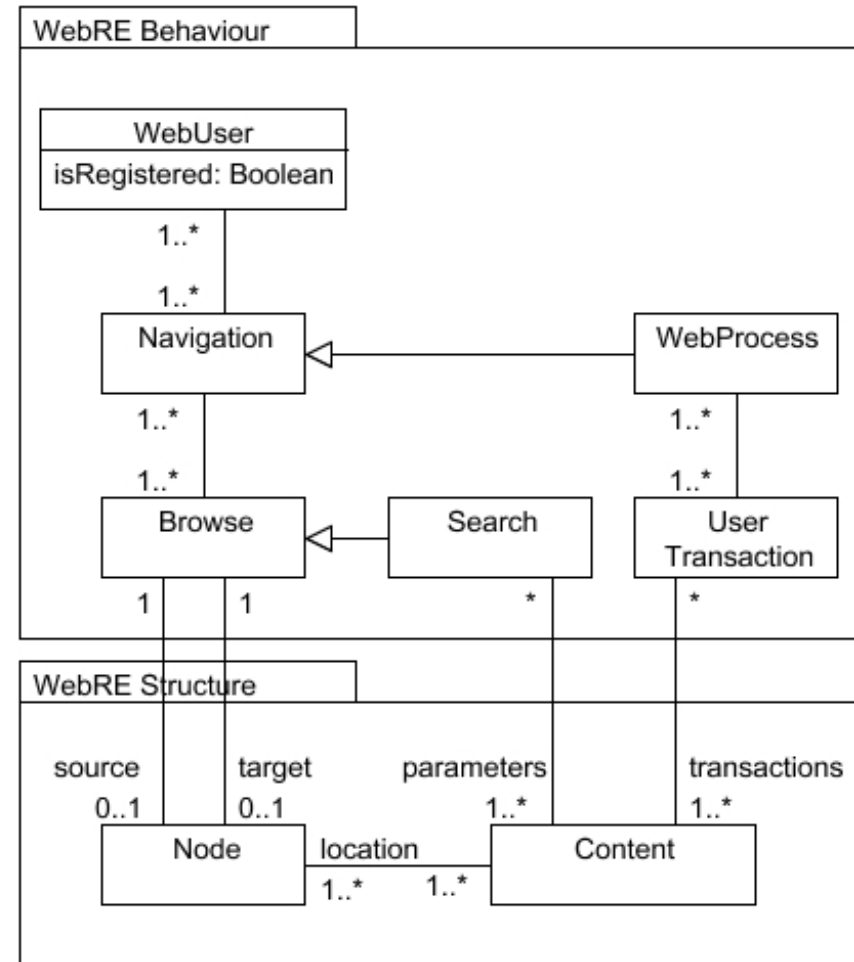 WebRE Behaviour
WebUser
isRegistered: Boolean
1..*
1..*
Navigation
WebProcess
1..*
1..*
1..*
1..*
Browse
Search
User
Transaction
1
1
*
*
WebRE Structure
source
target
parameters
transactions
0..1
0..1
1..*
1..*
Node
location
Content
1..*
1..*